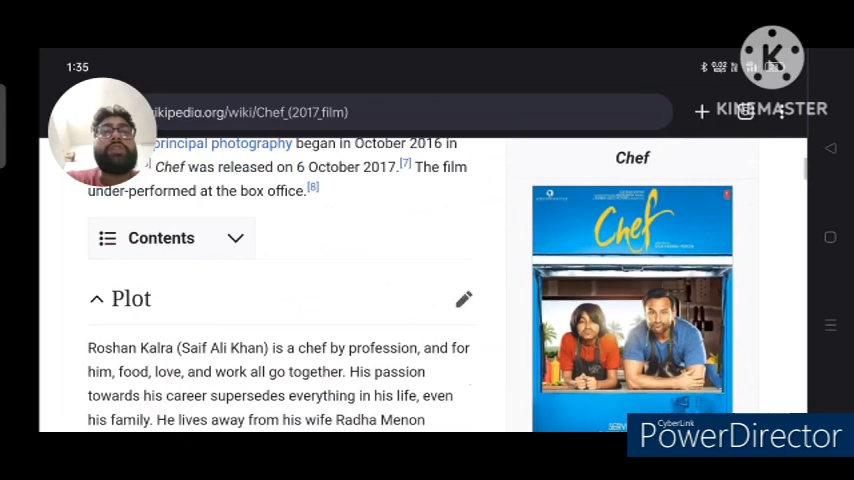 1:35
KINEMASTER
ikipedia.org/wiki/Chef_(2017_film)
principal photography began in October 2016 in
Chef was released on 6 October 2017.[7] The film
under-performed at the box office.[8]
Contents
Plot
Roshan Kalra (Saif Ali Khan) is a chef by profession, and for
him, food, love, and work all go together. His passion
towards his career supersedes everything in his life, even
his family. He lives away from his wife Radha Menon
Chef
Chef
CyberLink
PowerDirector